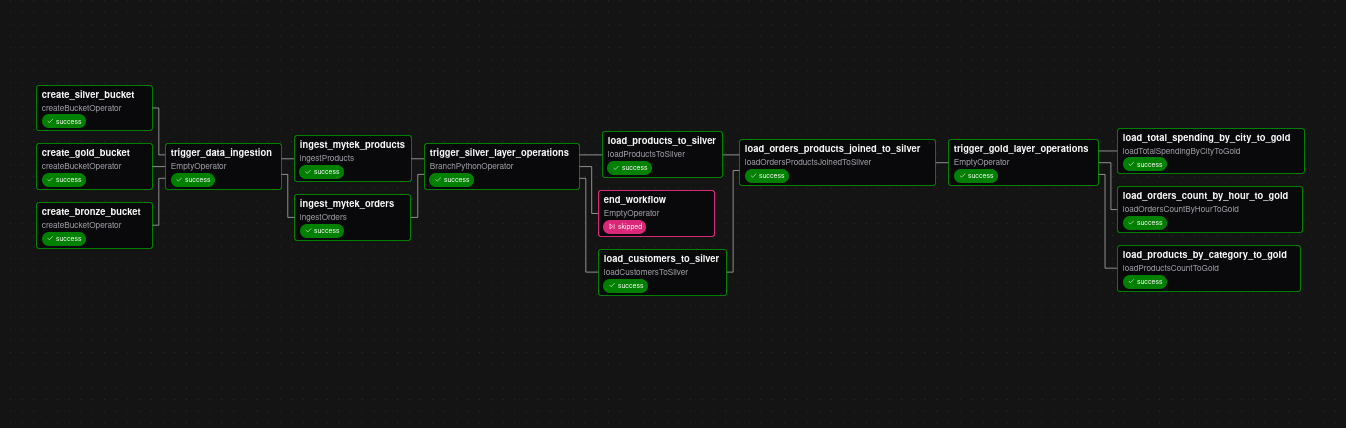 create_silver_bucket
createBucketOperator
success
create_gold_bucket
createBucketOperator
success
create_bronze_bucket
createBucketOperator
success
trigger_data_ingestion
EmptyOperator
success
ingest_mytek_products
IngestProducts
success
ingest_mytek_orders
IngestOrders
success
trigger_silver_layer_operations
BranchPythonOperator
success
load_products_to_silver
loadProductsToSilver
success
end_workflow
EmptyOperator
skipped
load_customers_to_silver
loadCustomersToSilver
success
load_orders_products_joined_to_silver
loadOrdersProductsJoinedToSilver
success
trigger_gold_layer_operations
EmptyOperator
success
load_total_spending_by_city_to_gold
loadTotalSpendingByCityToGold
success
load_orders_count_by_hour_to_gold
loadOrdersCountByHourToGold
success
load_products_by_category_to_gold
loadProductsCountToGold
success